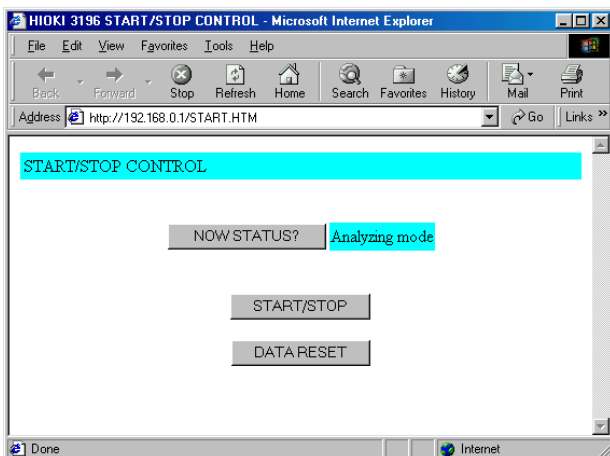 HIOKI 3196 START/STOP CONTROL - Microsoft Internet Explorer
File Edit View Favorites Tools Help
Back Forward Stop Refresh Home Search Favorites History Mail Print
Address http://192.168.0.1/START.HTM Go Links »
START/STOP CONTROL
NOW STATUS? Analyzing mode
START/STOP
DATA RESET
Done Internet